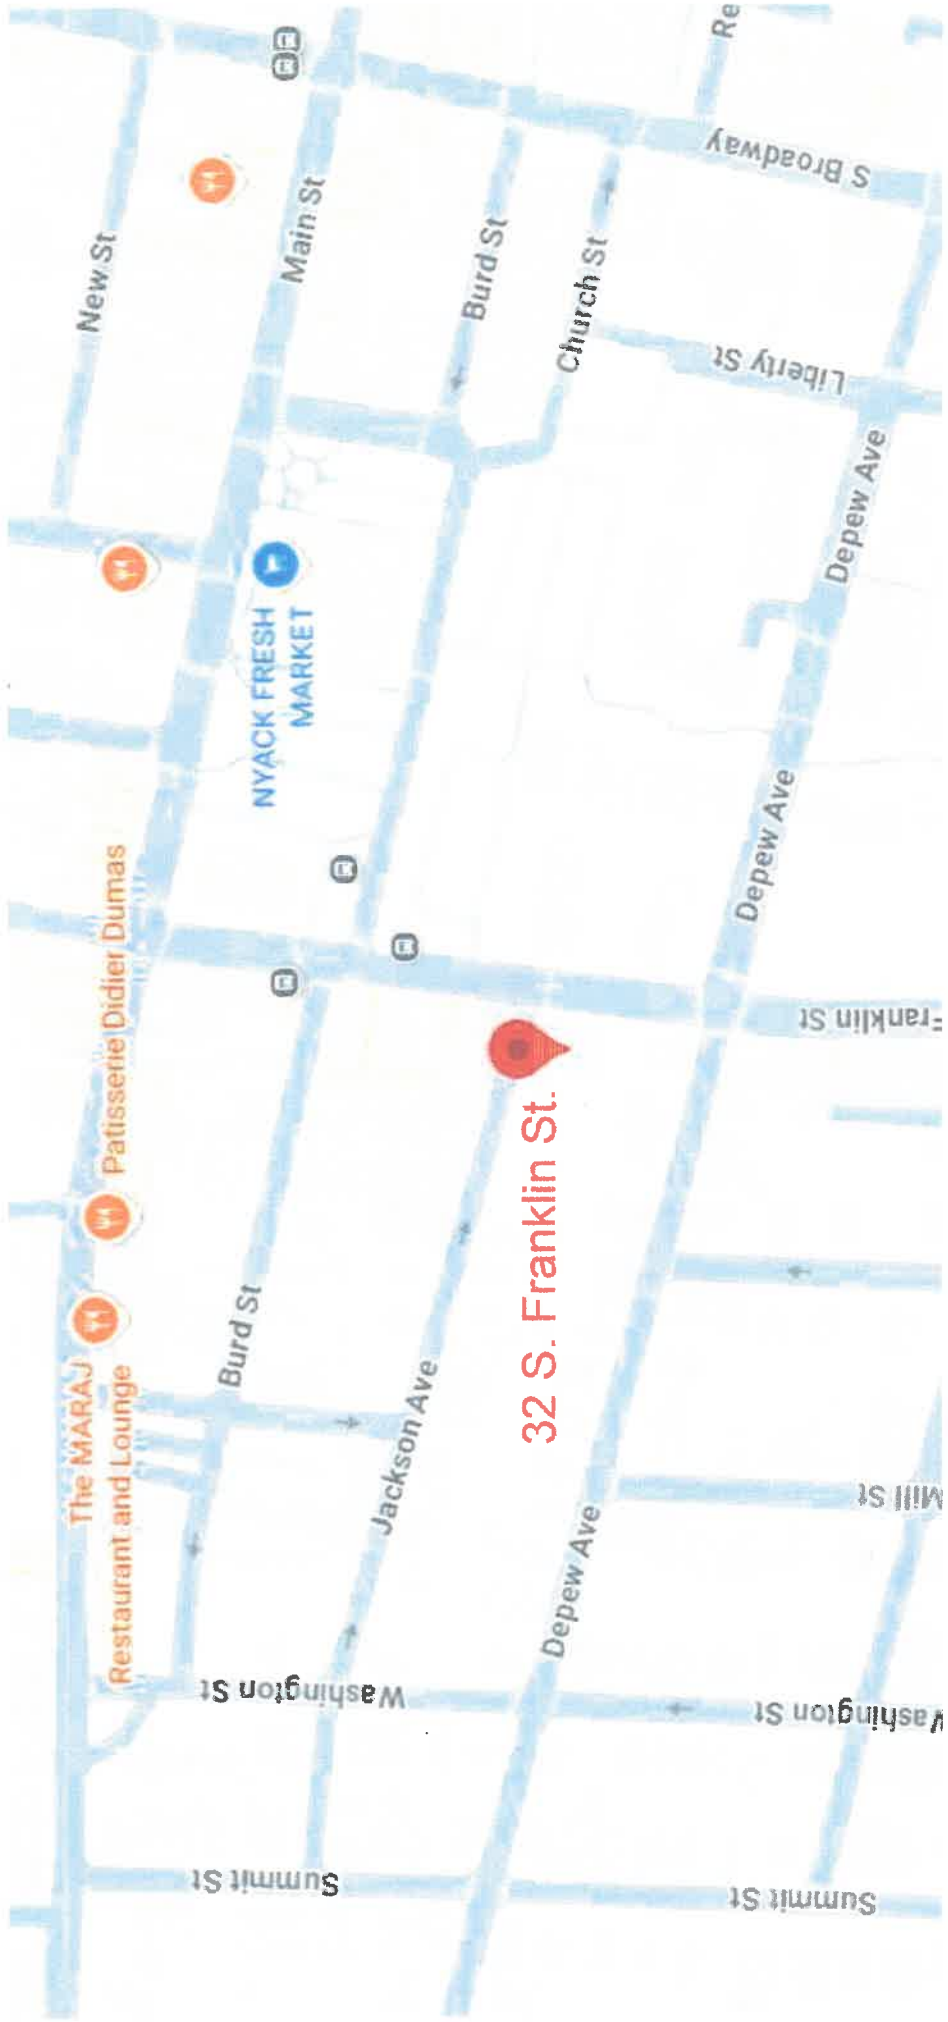 New St
Main St
Burd St
Church St
S Broadway
Re
Liberty St
Depew Ave
NYACK FRESH
MARKET
Depew Ave
Patisserie Didier Dumas
Franklin St
32 S. Franklin St.
The MARAJ
Restaurant and Lounge
Burd St
Jackson Ave
Depew Ave
Mill St
Washington St
Washington St
Summit St
Summit St